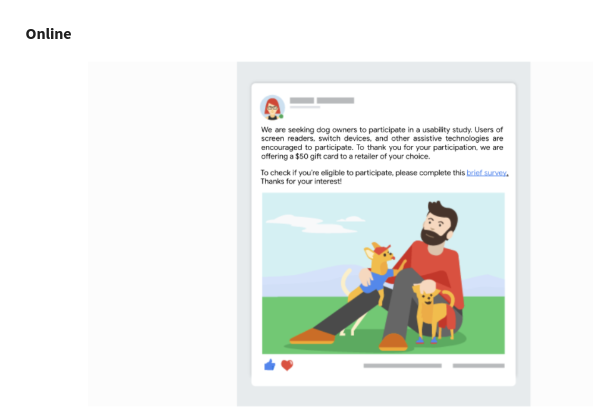 Online
We are seeking dog owners to participate in a usability study. Users of
screen readers, switch devices, and other assistive technologies are
encouraged to participate. To thank you for your participation, we are
offering a $50 gift card to a retailer of your choice.
To check if you're eligible to participate, please complete this brief survey.
Thanks for your interest!